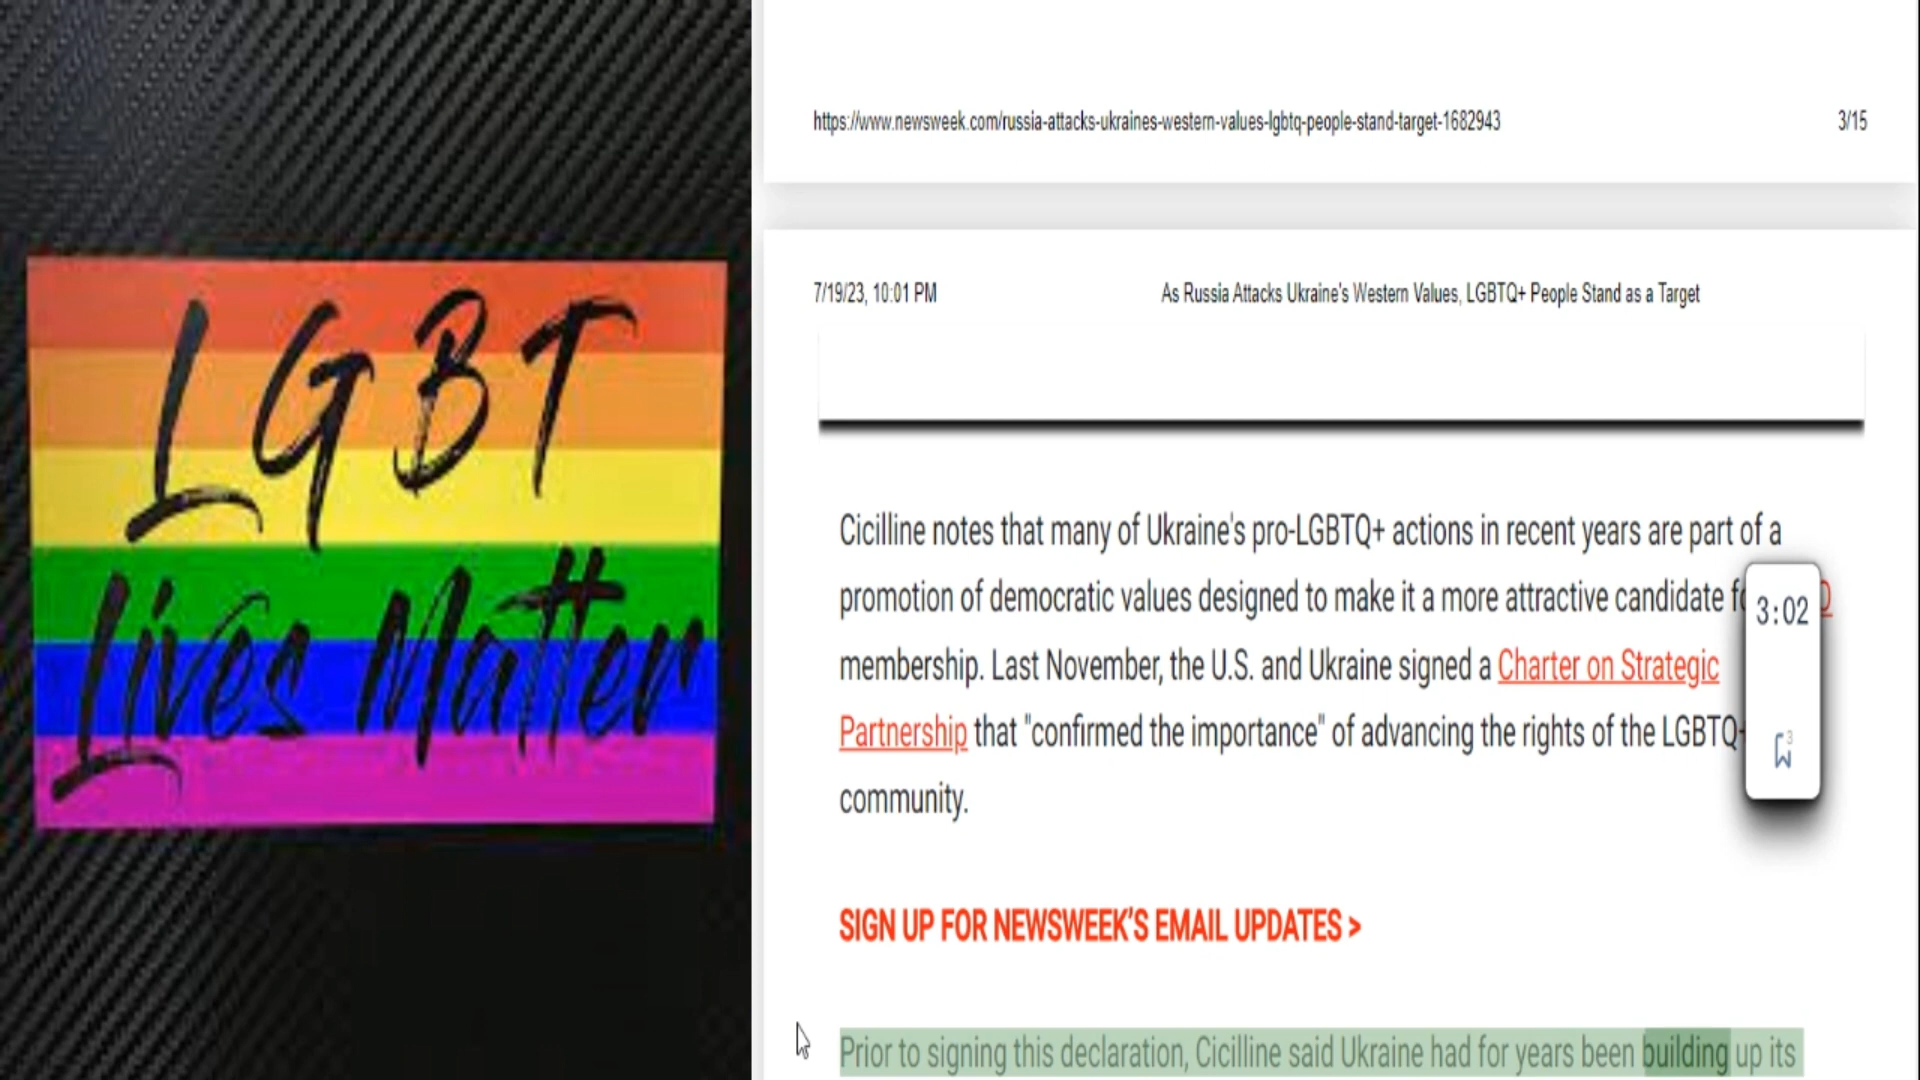 LGBT
Lives Matter
https://www.newsweek.com/russia-attacks-ukraines-western-values-lgbtq-people-stand-target-1682943 3/15
7/19/23, 10:01 PM As Russia Attacks Ukraine's Western Values, LGBTQ+ People Stand as a Target
Cicilline notes that many of Ukraine's pro-LGBTQ+ actions in recent years are part of a
promotion of democratic values designed to make it a more attractive candidate
membership. Last November, the U.S. and Ukraine signed a Charter on Strategic
Partnership that "confirmed the importance" of advancing the rights of the LGBTQ+
community.
3:02
3
SIGN UP FOR NEWSWEEK'S EMAIL UPDATES >
Prior to signing this declaration, Cicilline said Ukraine had for years been building up its